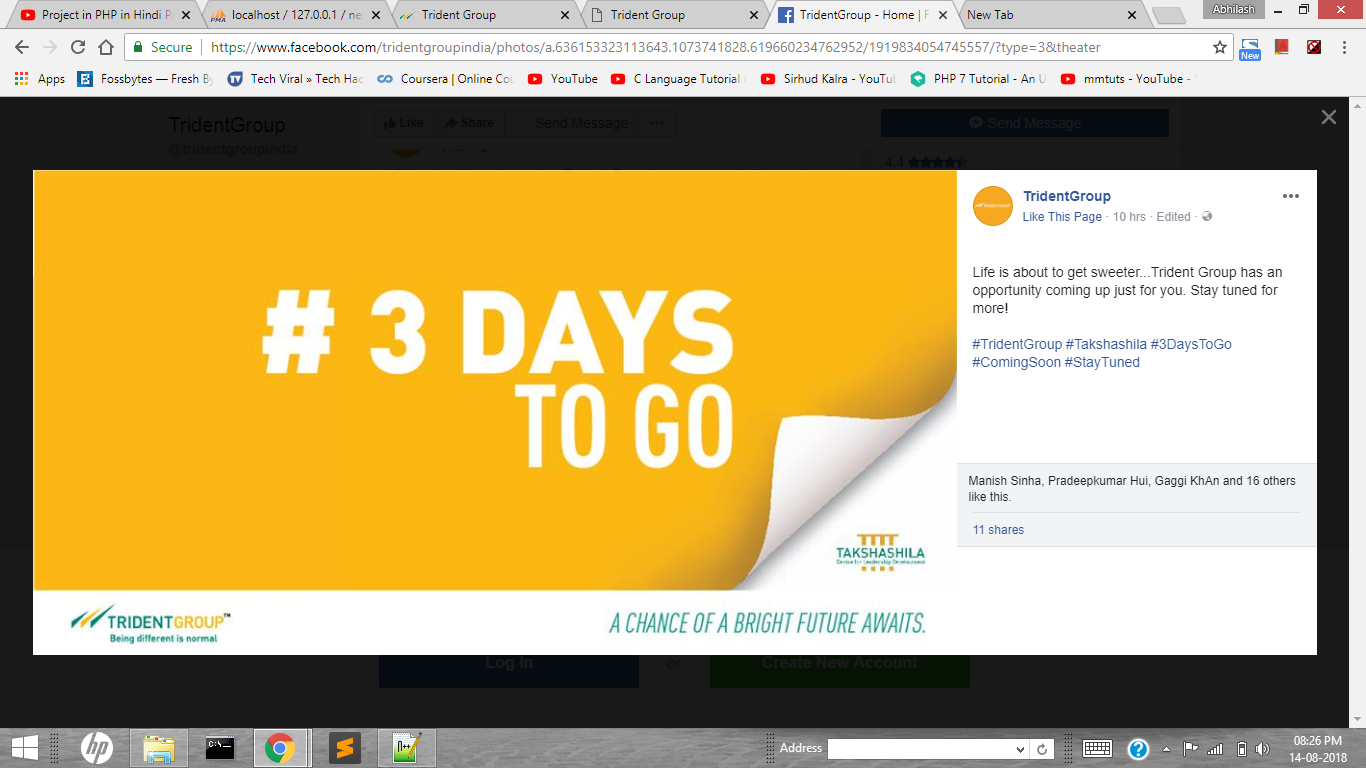 Project in PHP in Hindi P
localhost / 127.0.0.1 / ne
Trident Group
Trident Group
TridentGroup - Home | F
New Tab
Abhilash
Secure
https://www.facebook.com/tridentgroupindia/photos/a.636153323113643.1073741828.619660234762952/1919834054745557/?type=3&theater
New
Apps
Fossbytes — Fresh By
Tech Viral » Tech Hac
Coursera | Online Cou
YouTube
C Language Tutorial i
Sirhud Kalra - YouTu
PHP 7 Tutorial - An U
mmtuts - YouTube -
TridentGroup
@tridentgroupindia
Like
Share
Send Message
...
Send Message
4.4
# 3 DAYS
TO GO
TAKSHASHILA
Centre for Leadership Development
TRIDENTGROUP™
Being different is normal
A CHANCE OF A BRIGHT FUTURE AWAITS.
TridentGroup
Like This Page · 10 hrs · Edited ·
Life is about to get sweeter...Trident Group has an
opportunity coming up just for you. Stay tuned for
more!
#TridentGroup #Takshashila #3DaysToGo
#ComingSoon #StayTuned
Manish Sinha, Pradeepkumar Hui, Gaggi KhAn and 16 others
like this.
11 shares
Log In
or
Create New Account
Address
08:26 PM
14-08-2018